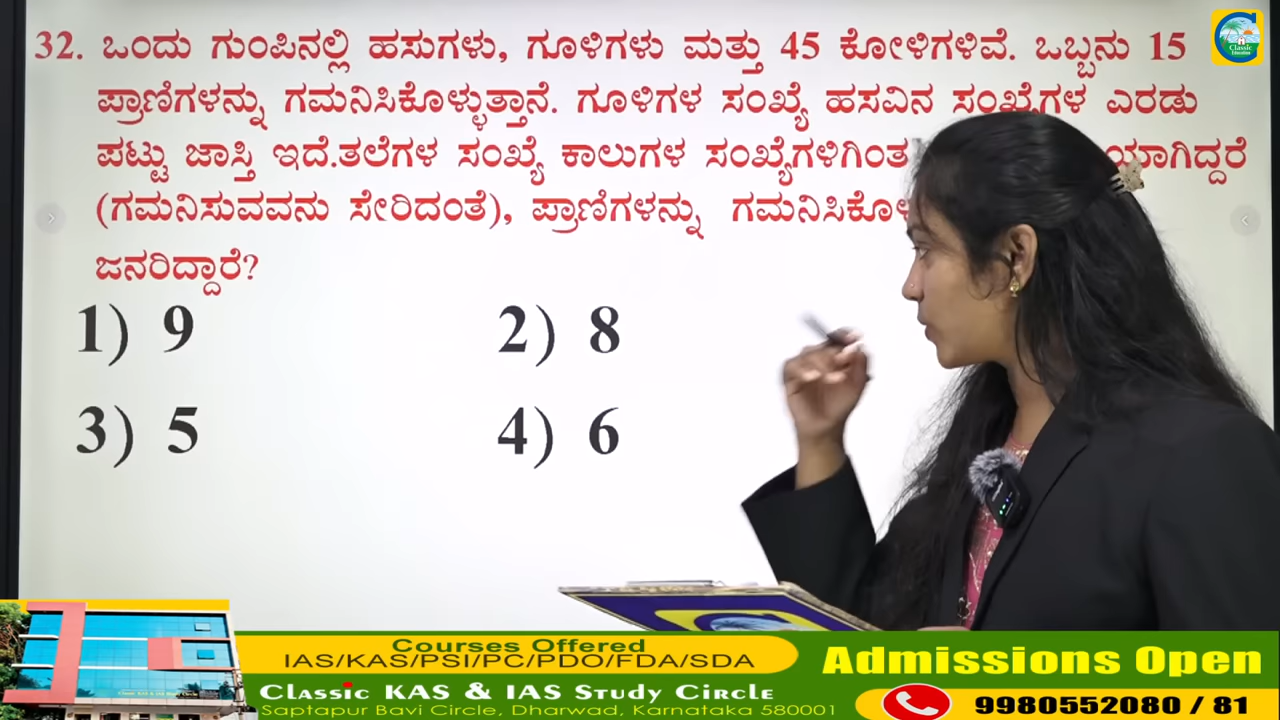 32. ಒಂದು ಗುಂಪಿನಲ್ಲಿ ಹಸುಗಳು, ಗೂಳಿಗಳು ಮತ್ತು 45 ಕೋಳಿಗಳಿವೆ. ಒಬ್ಬನು 15
ಪ್ರಾಣಿಗಳನ್ನು ಗಮನಿಸಿಕೊಳ್ಳುತ್ತಾನೆ. ಗೂಳಿಗಳ ಸಂಖ್ಯೆ ಹಸವಿನ ಸಂಖ್ಯೆಗಳ ಎರಡು
ಪಟ್ಟು ಜಾಸ್ತಿ ಇದೆ.ತಲೆಗಳ ಸಂಖ್ಯೆ ಕಾಲುಗಳ ಸಂಖ್ಯೆಗಳಿಗಿಂತ ಯಾಗಿದ್ದರೆ
(ಗಮನಿಸುವವನು ಸೇರಿದಂತೆ), ಪ್ರಾಣಿಗಳನ್ನು
ಜನರಿದ್ದಾರೆ?
1) 9 2) 8
3) 5 4) 6
Classic
Education
Courses Offered
IAS/KAS/PSI/PC/PDO/FDA/SDA
Admissions Open
Classic KAS & IAS Study Circle
Saptapur Bavi Circle, Dharwad, Karnataka 580001
9980552080 / 81